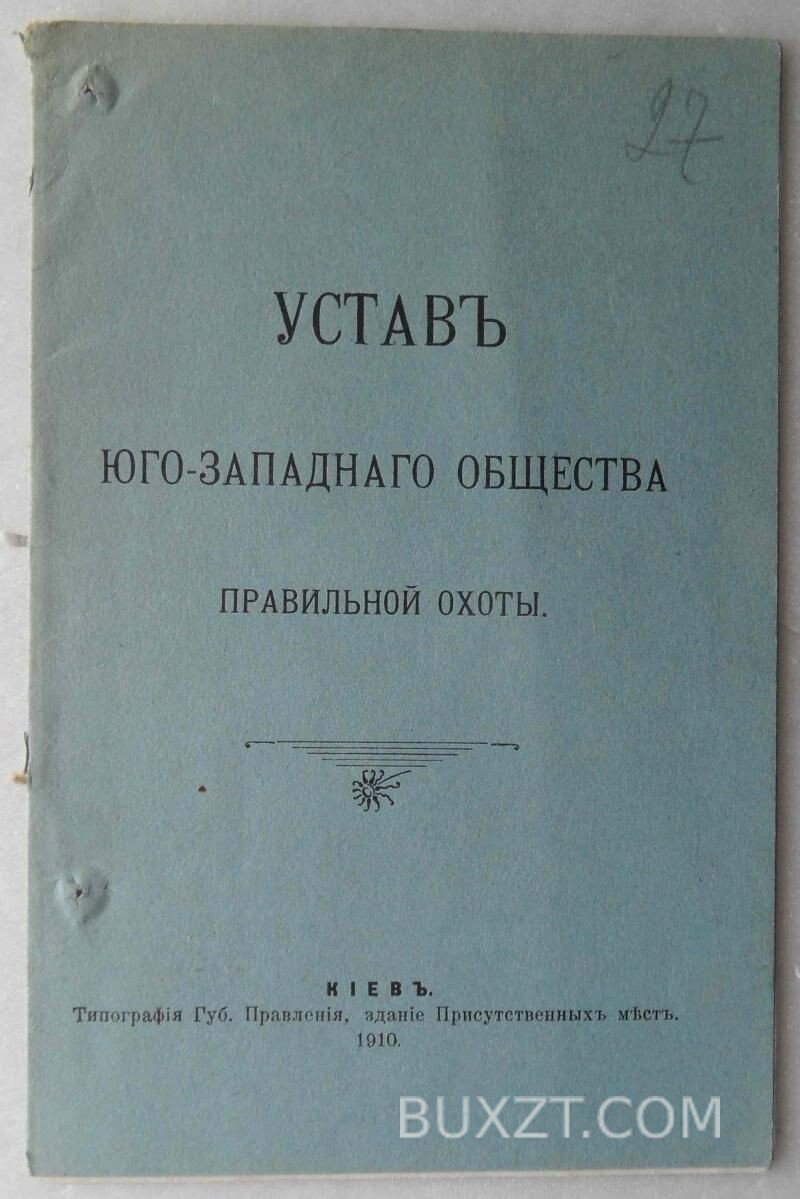 27
УСТАВЪ
ЮГО-ЗАПАДНАГО ОБЩЕСТВА
ПРАВИЛЬНОЙ ОХОТЫ.
КІЕВЪ.
Типографія Губ. Правленія, зданіе Присутственныхъ мѣстъ.
1910.
BUXZT.COM